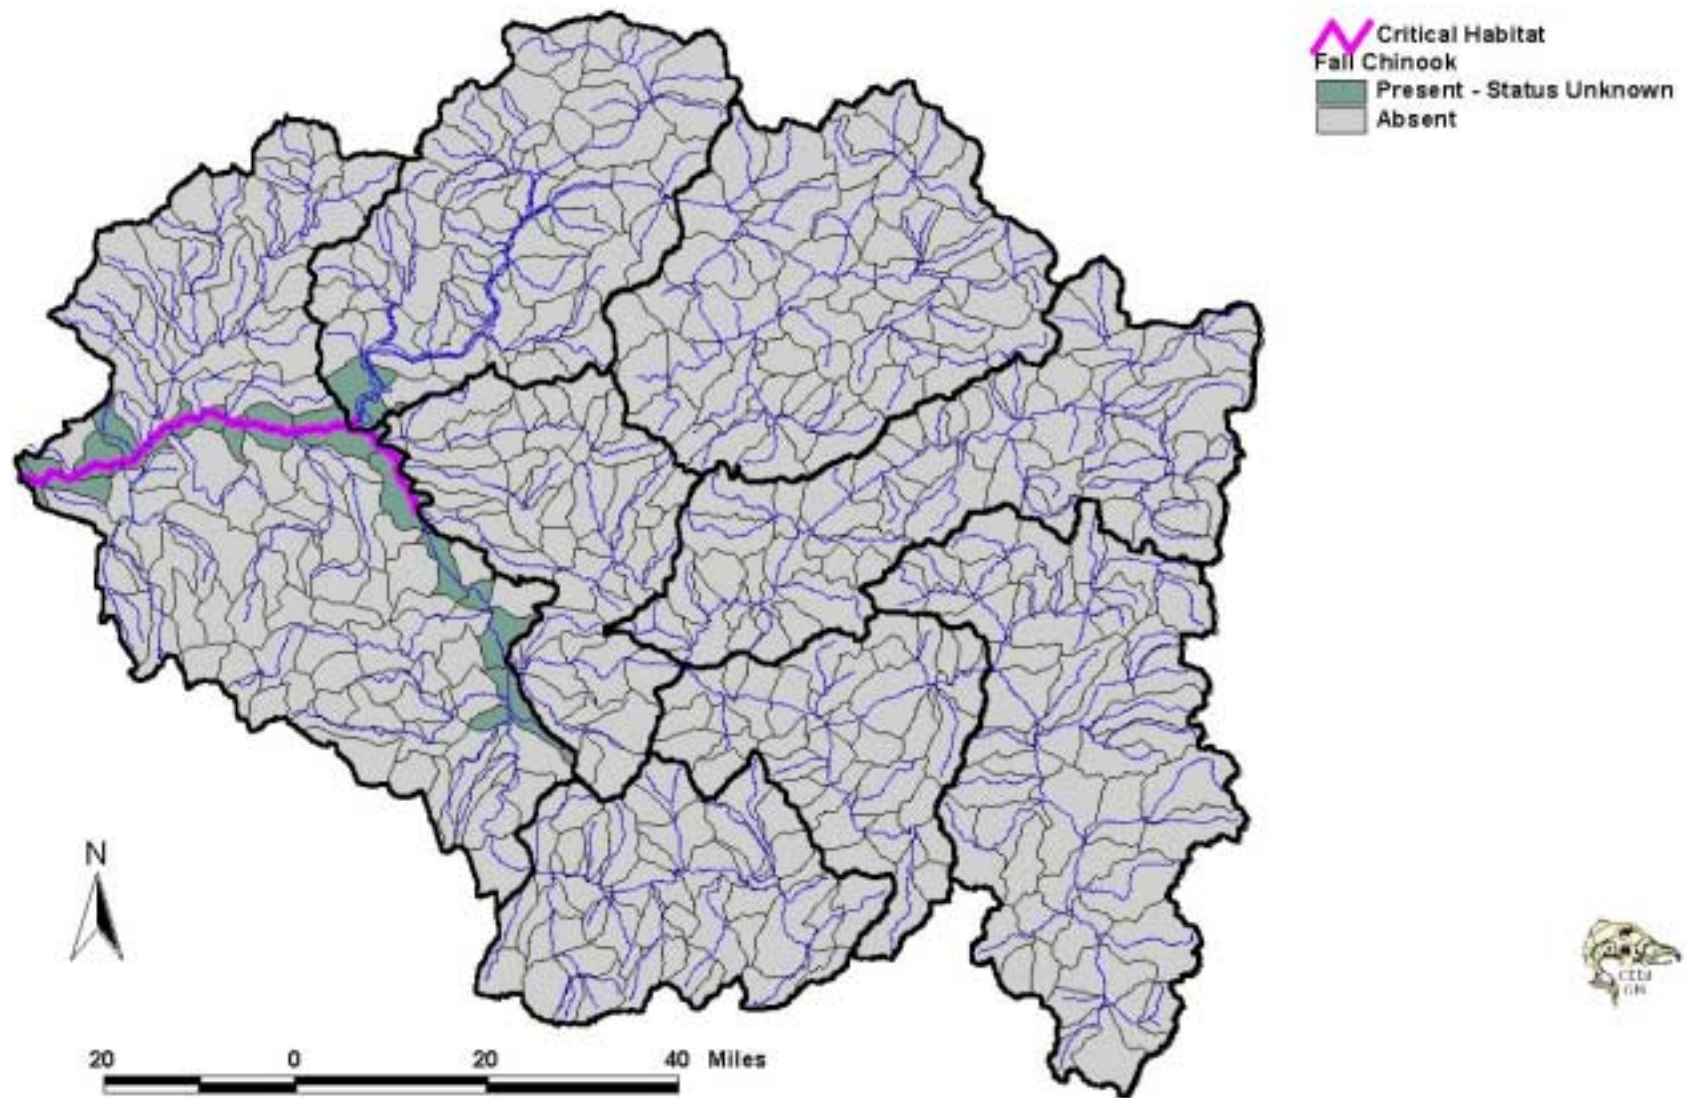 Critical Habitat
Fall Chinook
Present - Status Unknown
Absent
N
20 0 20 40 Miles